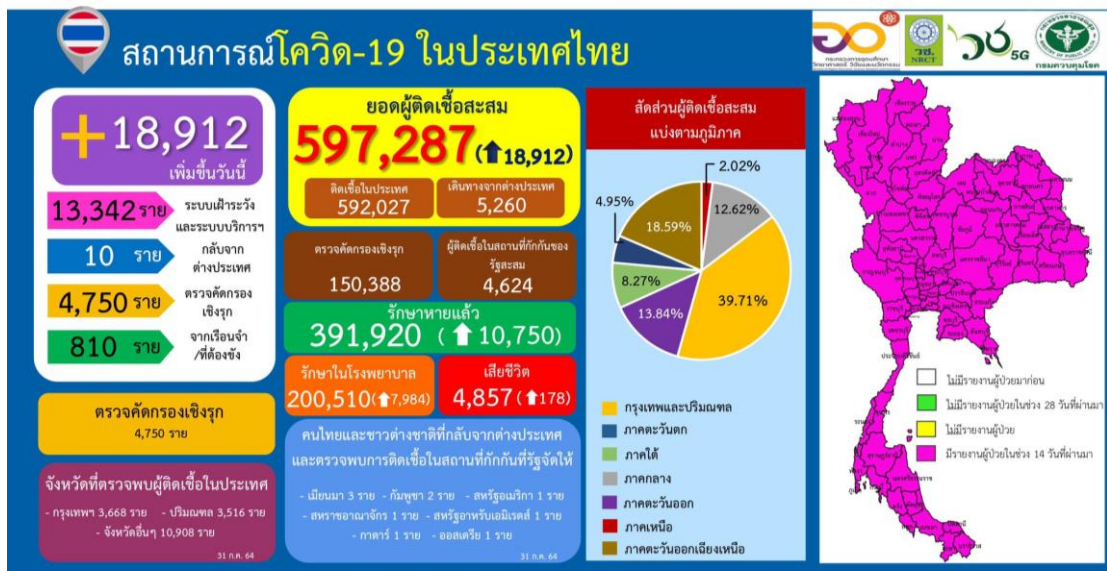 สถานการณ์โควิด-19 ในประเทศไทย
วช.
NRCT
5G
กรมควบคุมโรค
+18,912
เพิ่มขึ้นวันนี้
13,342 ราย
ระบบเฝ้าระวัง
และระบบบริการฯ
10 ราย
กลับจาก
ต่างประเทศ
4,750 ราย
ตรวจคัดกรอง
เชิงรุก
810 ราย
จากเรือนจำ
/ที่ต้องขัง
ตรวจคัดกรองเชิงรุก
4,750 ราย
จังหวัดที่ตรวจพบผู้ติดเชื้อในประเทศ
- กรุงเทพฯ 3,668 ราย - ปริมณฑล 3,516 ราย
- จังหวัดอื่นๆ 10,908 ราย
31 ก.ค. 64
ยอดผู้ติดเชื้อสะสม
597,287 (⬆18,912)
ติดเชื้อในประเทศ
592,027
เดินทางจากต่างประเทศ
5,260
ตรวจคัดกรองเชิงรุก
150,388
ผู้ติดเชื้อในสถานที่กักกันของ
รัฐสะสม
4,624
รักษาหายแล้ว
391,920 (⬆10,750)
รักษาในโรงพยาบาล
200,510(⬆7,984)
เสียชีวิต
4,857 (⬆178)
คนไทยและชาวต่างชาติที่กลับจากต่างประเทศ
และตรวจพบการติดเชื้อในสถานที่กักกันที่รัฐจัดให้
- เมียนมา 3 ราย - กัมพูชา 2 ราย - สหรัฐอเมริกา 1 ราย
- สหราชอาณาจักร 1 ราย - สหรัฐอาหรับเอมิเรตส์ 1 ราย
- กาตาร์ 1 ราย - ออสเตรีย 1 ราย
31 ก.ค. 64
สัดส่วนผู้ติดเชื้อสะสม
แบ่งตามภูมิภาค
2.02%
12.62%
39.71%
13.84%
8.27%
4.95%
18.59%
กรุงเทพและปริมณฑล
ภาคตะวันตก
ภาคใต้
ภาคกลาง
ภาคตะวันออก
ภาคเหนือ
ภาคตะวันออกเฉียงเหนือ
ไม่มีรายงานผู้ป่วยมาก่อน
ไม่มีรายงานผู้ป่วยในช่วง 28 วันที่ผ่านมา
ไม่มีรายงานผู้ป่วย
มีรายงานผู้ป่วยในช่วง 14 วันที่ผ่านมา